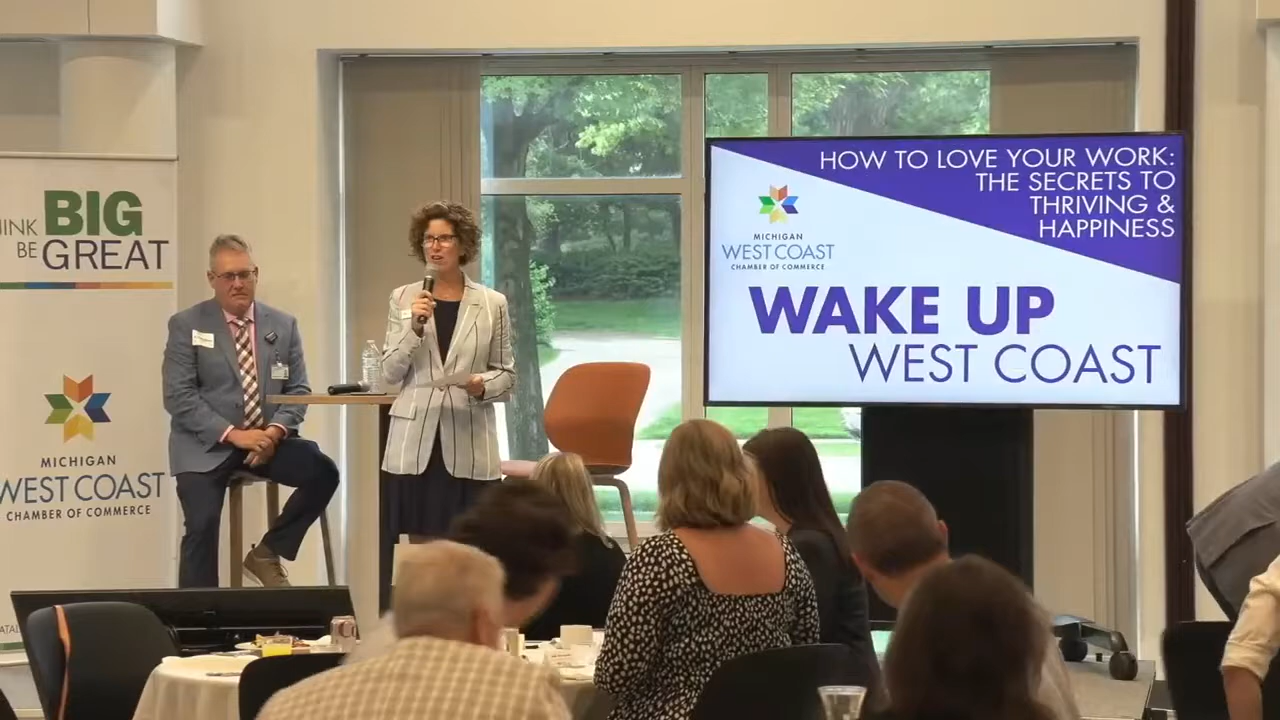 BIG
BE GREAT
MICHIGAN
WEST COAST
CHAMBER OF COMMERCE
HOW TO LOVE YOUR WORK:
THE SECRETS TO
THRIVING &
HAPPINESS
MICHIGAN
WEST COAST
CHAMBER OF COMMERCE
WAKE UP
WEST COAST